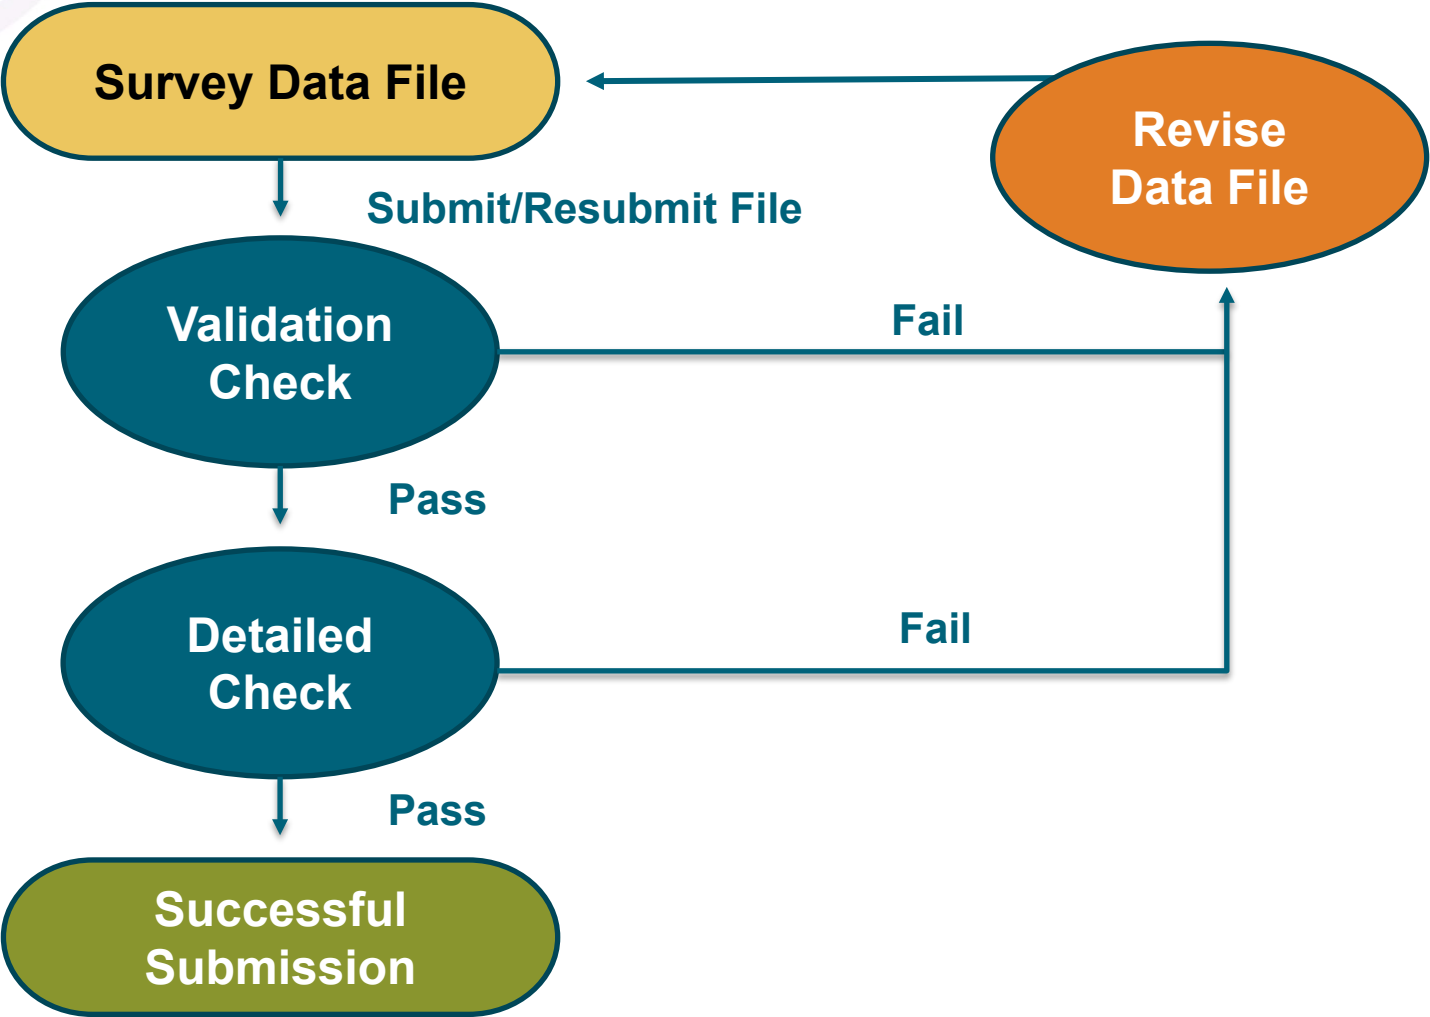 Survey Data File
Revise
Data File
Submit/Resubmit File
Validation
Check
Fail
Pass
Detailed
Check
Fail
Pass
Successful
Submission